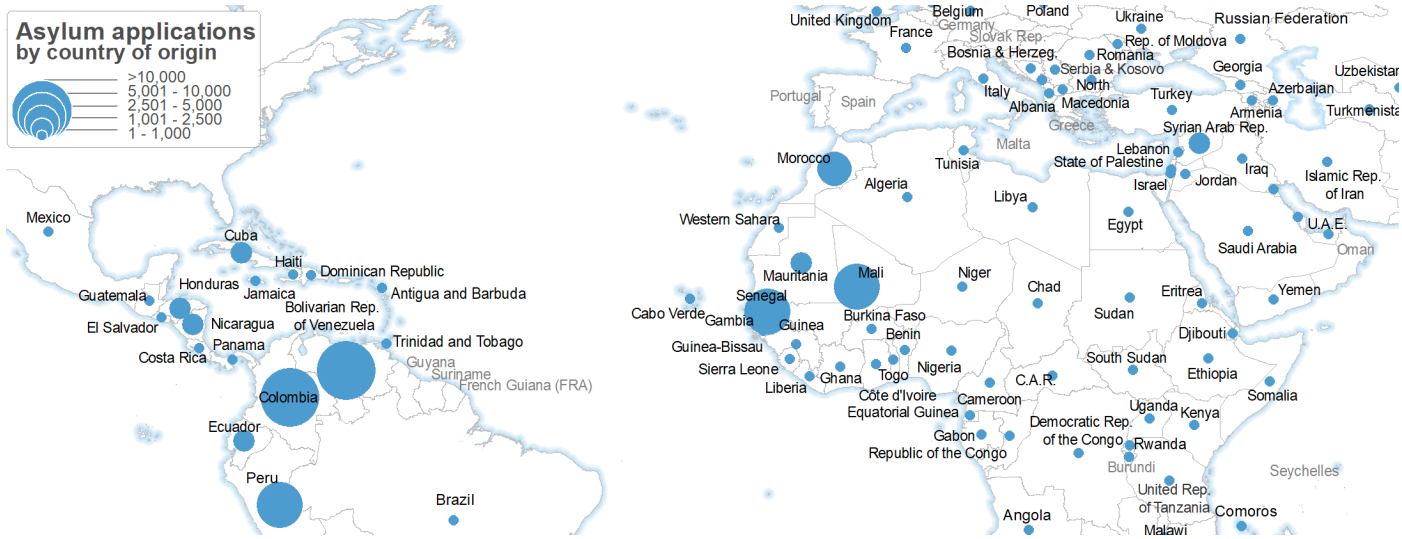 Asylum applications
by country of origin
>10,000
5,001 - 10,000
2,501 - 5,000
1,001 - 2,500
1 - 1,000
Mexico
Cuba
Haiti
Dominican Republic
Jamaica
Antigua and Barbuda
Guatemala
Honduras
El Salvador
Nicaragua
Bolivarian Rep.
of Venezuela
Costa Rica
Panama
Trinidad and Tobago
Guyana
Suriname
French Guiana (FRA)
Colombia
Ecuador
Peru
Brazil
United Kingdom
Belgium
Germany
Poland
France
Slovak Rep.
Ukraine
Russian Federation
Bosnia & Herzeg.
Rep. of Moldova
Romania
Serbia & Kosovo
Georgia
Uzbekistan
Portugal
Spain
Italy
Albania
North
Macedonia
Turkey
Azerbaijan
Armenia
Turkmenista
Greece
Malta
Syrian Arab Rep.
Morocco
Tunisia
Lebanon
State of Palestine
Israel
Jordan
Iraq
Islamic Rep.
of Iran
Algeria
Libya
Egypt
Western Sahara
Saudi Arabia
U.A.E.
Oman
Mauritania
Mali
Niger
Chad
Sudan
Eritrea
Yemen
Cabo Verde
Senegal
Gambia
Guinea
Burkina Faso
Benin
Djibouti
Guinea-Bissau
Sierra Leone
Liberia
Ghana
Togo
Nigeria
Côte d'Ivoire
Cameroon
C.A.R.
South Sudan
Ethiopia
Somalia
Equatorial Guinea
Gabon
Republic of the Congo
Democratic Rep.
of the Congo
Uganda
Kenya
Rwanda
Burundi
Seychelles
United Rep.
of Tanzania
Angola
Malawi
Comoros